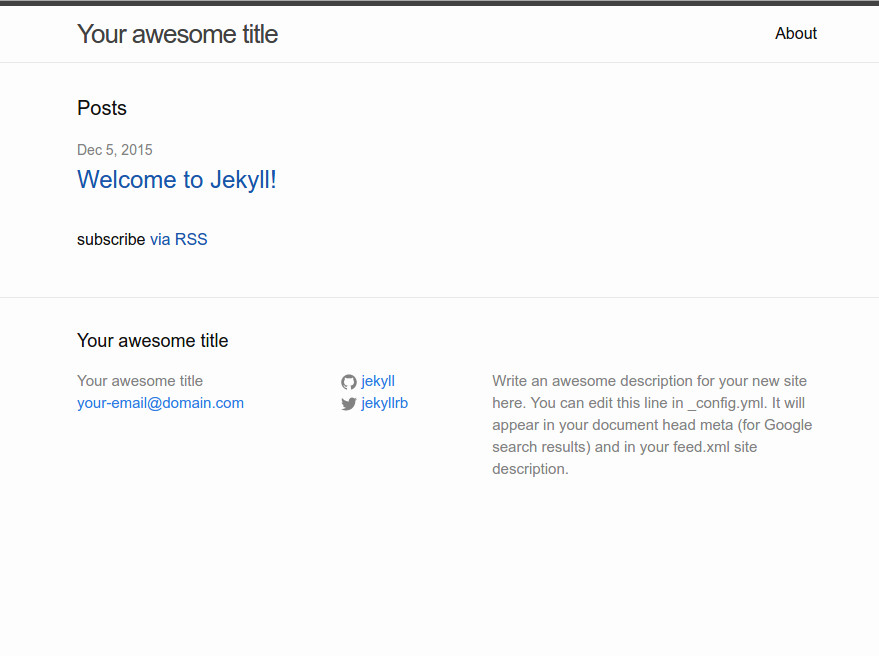 Your awesome title
About
Posts
Dec 5, 2015
Welcome to Jekyll!
subscribe via RSS
Your awesome title
Your awesome title
your-email@domain.com
jekyll
jekyllrb
Write an awesome description for your new site
here. You can edit this line in _config.yml. It will
appear in your document head meta (for Google
search results) and in your feed.xml site
description.